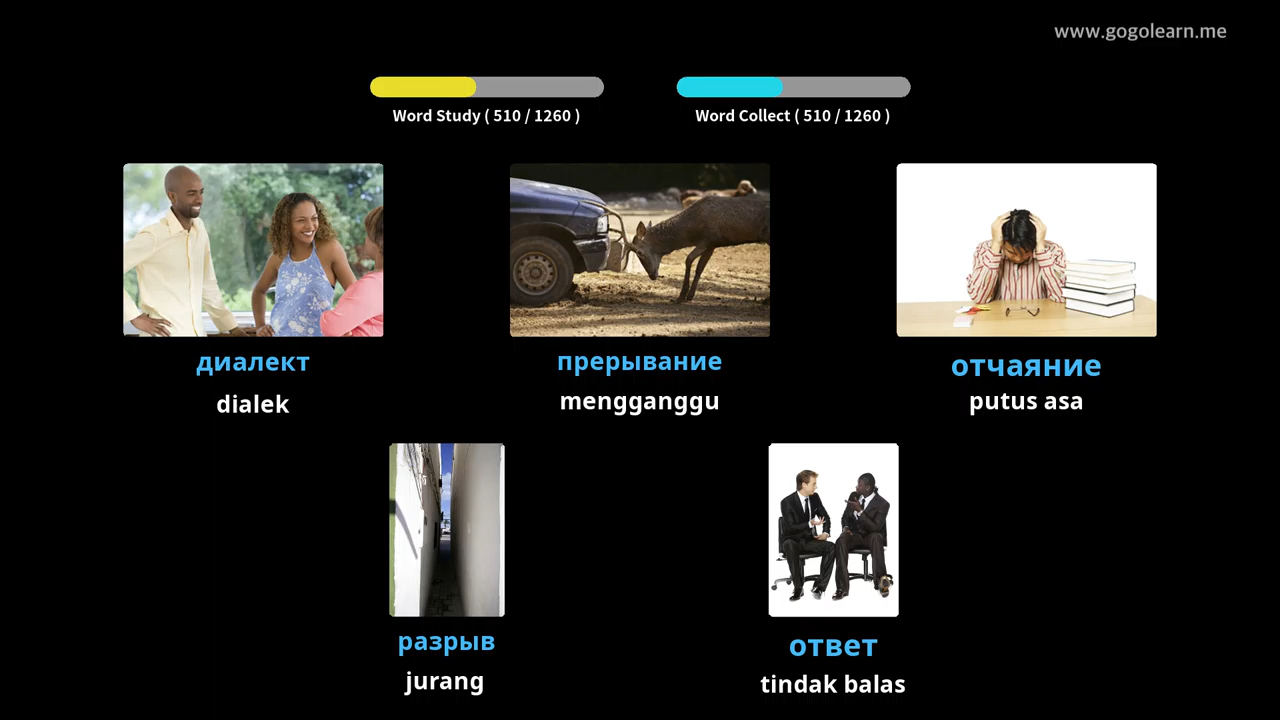 www.gogolearn.me
Word Study ( 510 / 1260 )
Word Collect ( 510 / 1260 )
диалект
dialek
прерывание
mengganggu
отчаяние
putus asa
разрыв
jurang
ответ
tindak balas